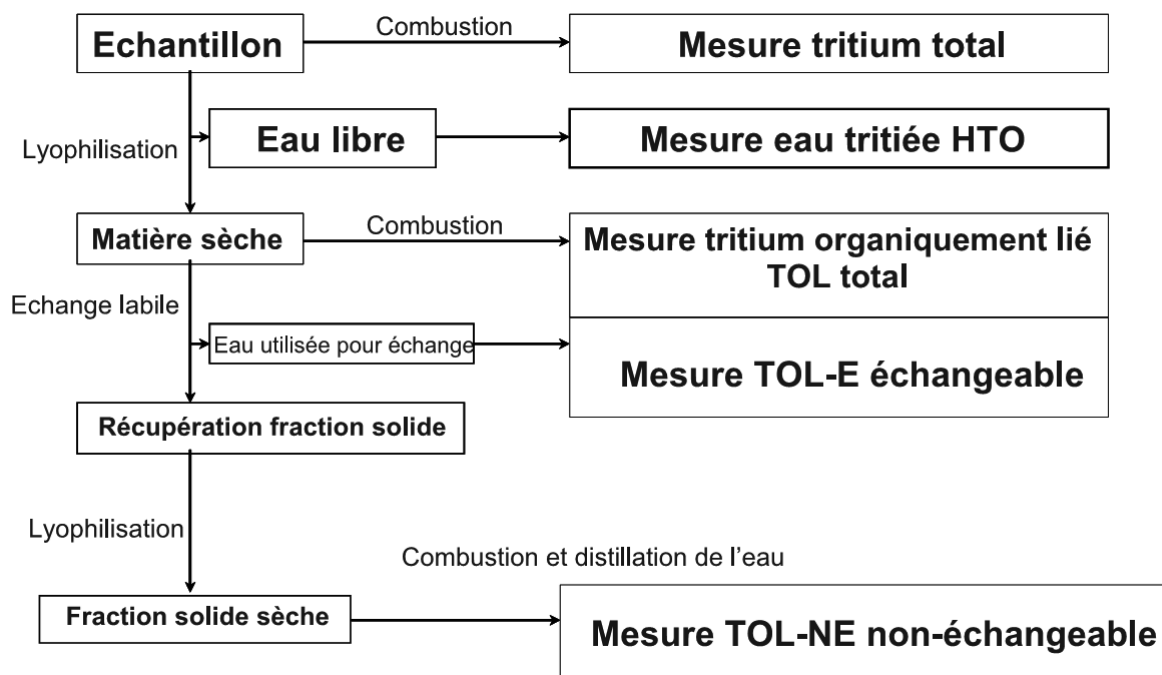 Combustion
Echantillon
Mesure tritium total
Lyophilisation
Eau libre
Mesure eau tritiée HTO
Combustion
Matière sèche
Mesure tritium organiquement lié
TOL total
Echange labile
Eau utilisée pour échange
Mesure TOL-E échangeable
Récupération fraction solide
Lyophilisation
Combustion et distillation de l'eau
Fraction solide sèche
Mesure TOL-NE non-échangeable